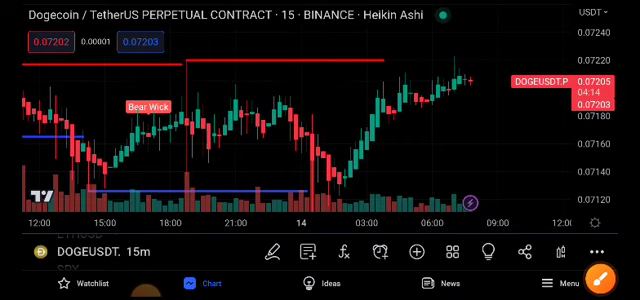 Dogecoin / TetherUS PERPETUAL CONTRACT · 15 · BINANCE · Heikin Ashi
USDT
0.07202 0.00001 0.07203
0.07240
0.07220
DOGEUSDT.P 0.07205
04:14
0.07203
Bear Wick
0.07180
0.07160
0.07140
0.07120
12:00 15:00 18:00 21:00 14 03:00 06:00 09:00 12:0
DOGEUSDT. 15m
Watchlist Chart Ideas News Menu